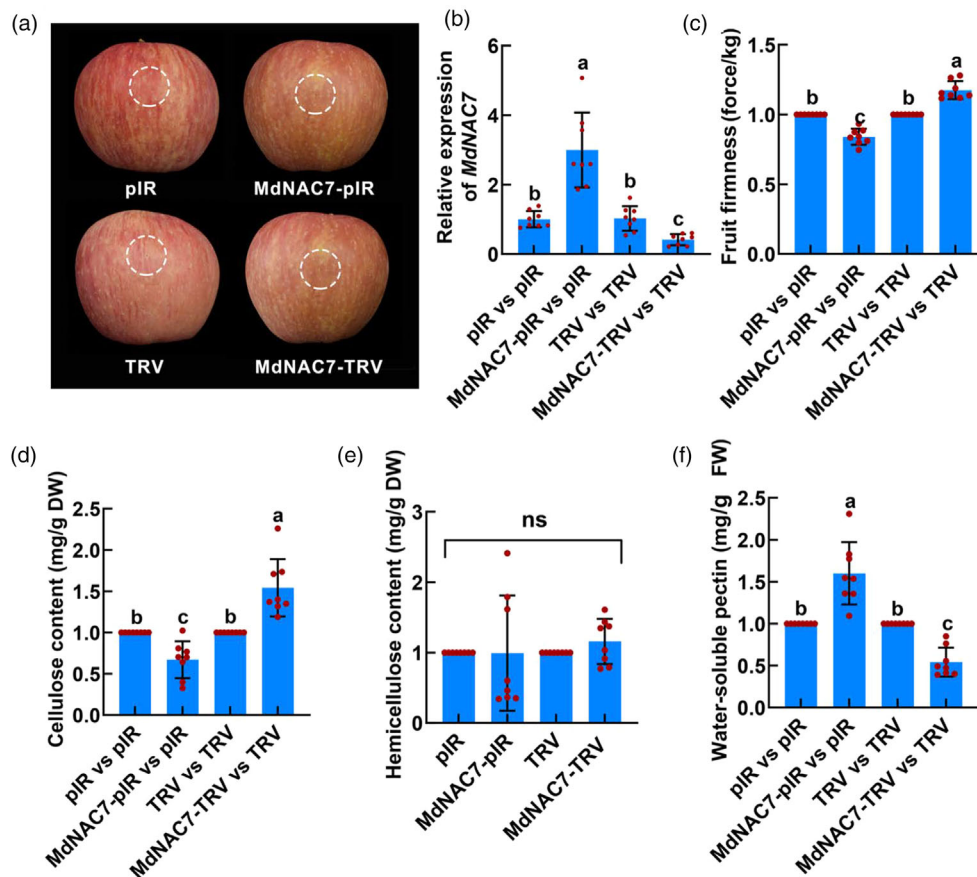 (a)
pIR
MdNAC7-pIR
TRV
MdNAC7-TRV
(b)
Relative expression
of MdNAC7
6
4
2
0
b
a
b
c
pIR vs pIR
MdNAC7-pIR vs pIR
TRV vs TRV
MdNAC7-TRV vs TRV
(c)
Fruit firmness (force/kg)
1.5
1.0
0.5
0.0
b
c
b
a
pIR vs pIR
MdNAC7-pIR vs pIR
TRV vs TRV
MdNAC7-TRV vs TRV
(d)
Cellulose content (mg/g DW)
2.5
2.0
1.5
1.0
0.5
0.0
b
c
b
a
pIR vs pIR
MdNAC7-pIR vs pIR
TRV vs TRV
MdNAC7-TRV vs TRV
(e)
Hemicellulose content (mg/g DW)
3
2
1
0
ns
pIR
MdNAC7-pIR
TRV
MdNAC7-TRV
(f)
Water-soluble pectin (mg/g FW)
2.5
2.0
1.5
1.0
0.5
0.0
b
a
b
c
pIR vs pIR
MdNAC7-pIR vs pIR
TRV vs TRV
MdNAC7-TRV vs TRV